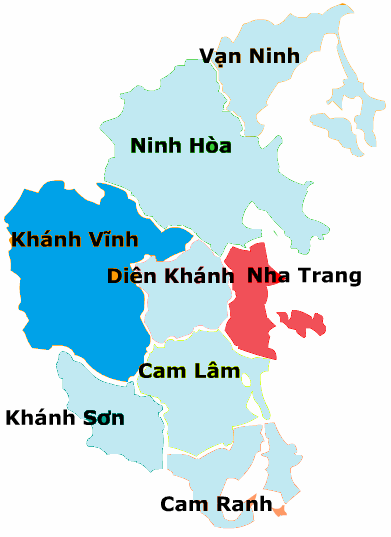 Vạn Ninh
Ninh Hòa
Khánh Vĩnh
Diên Khánh
Nha Trang
Cam Lâm
Khánh Sơn
Cam Ranh